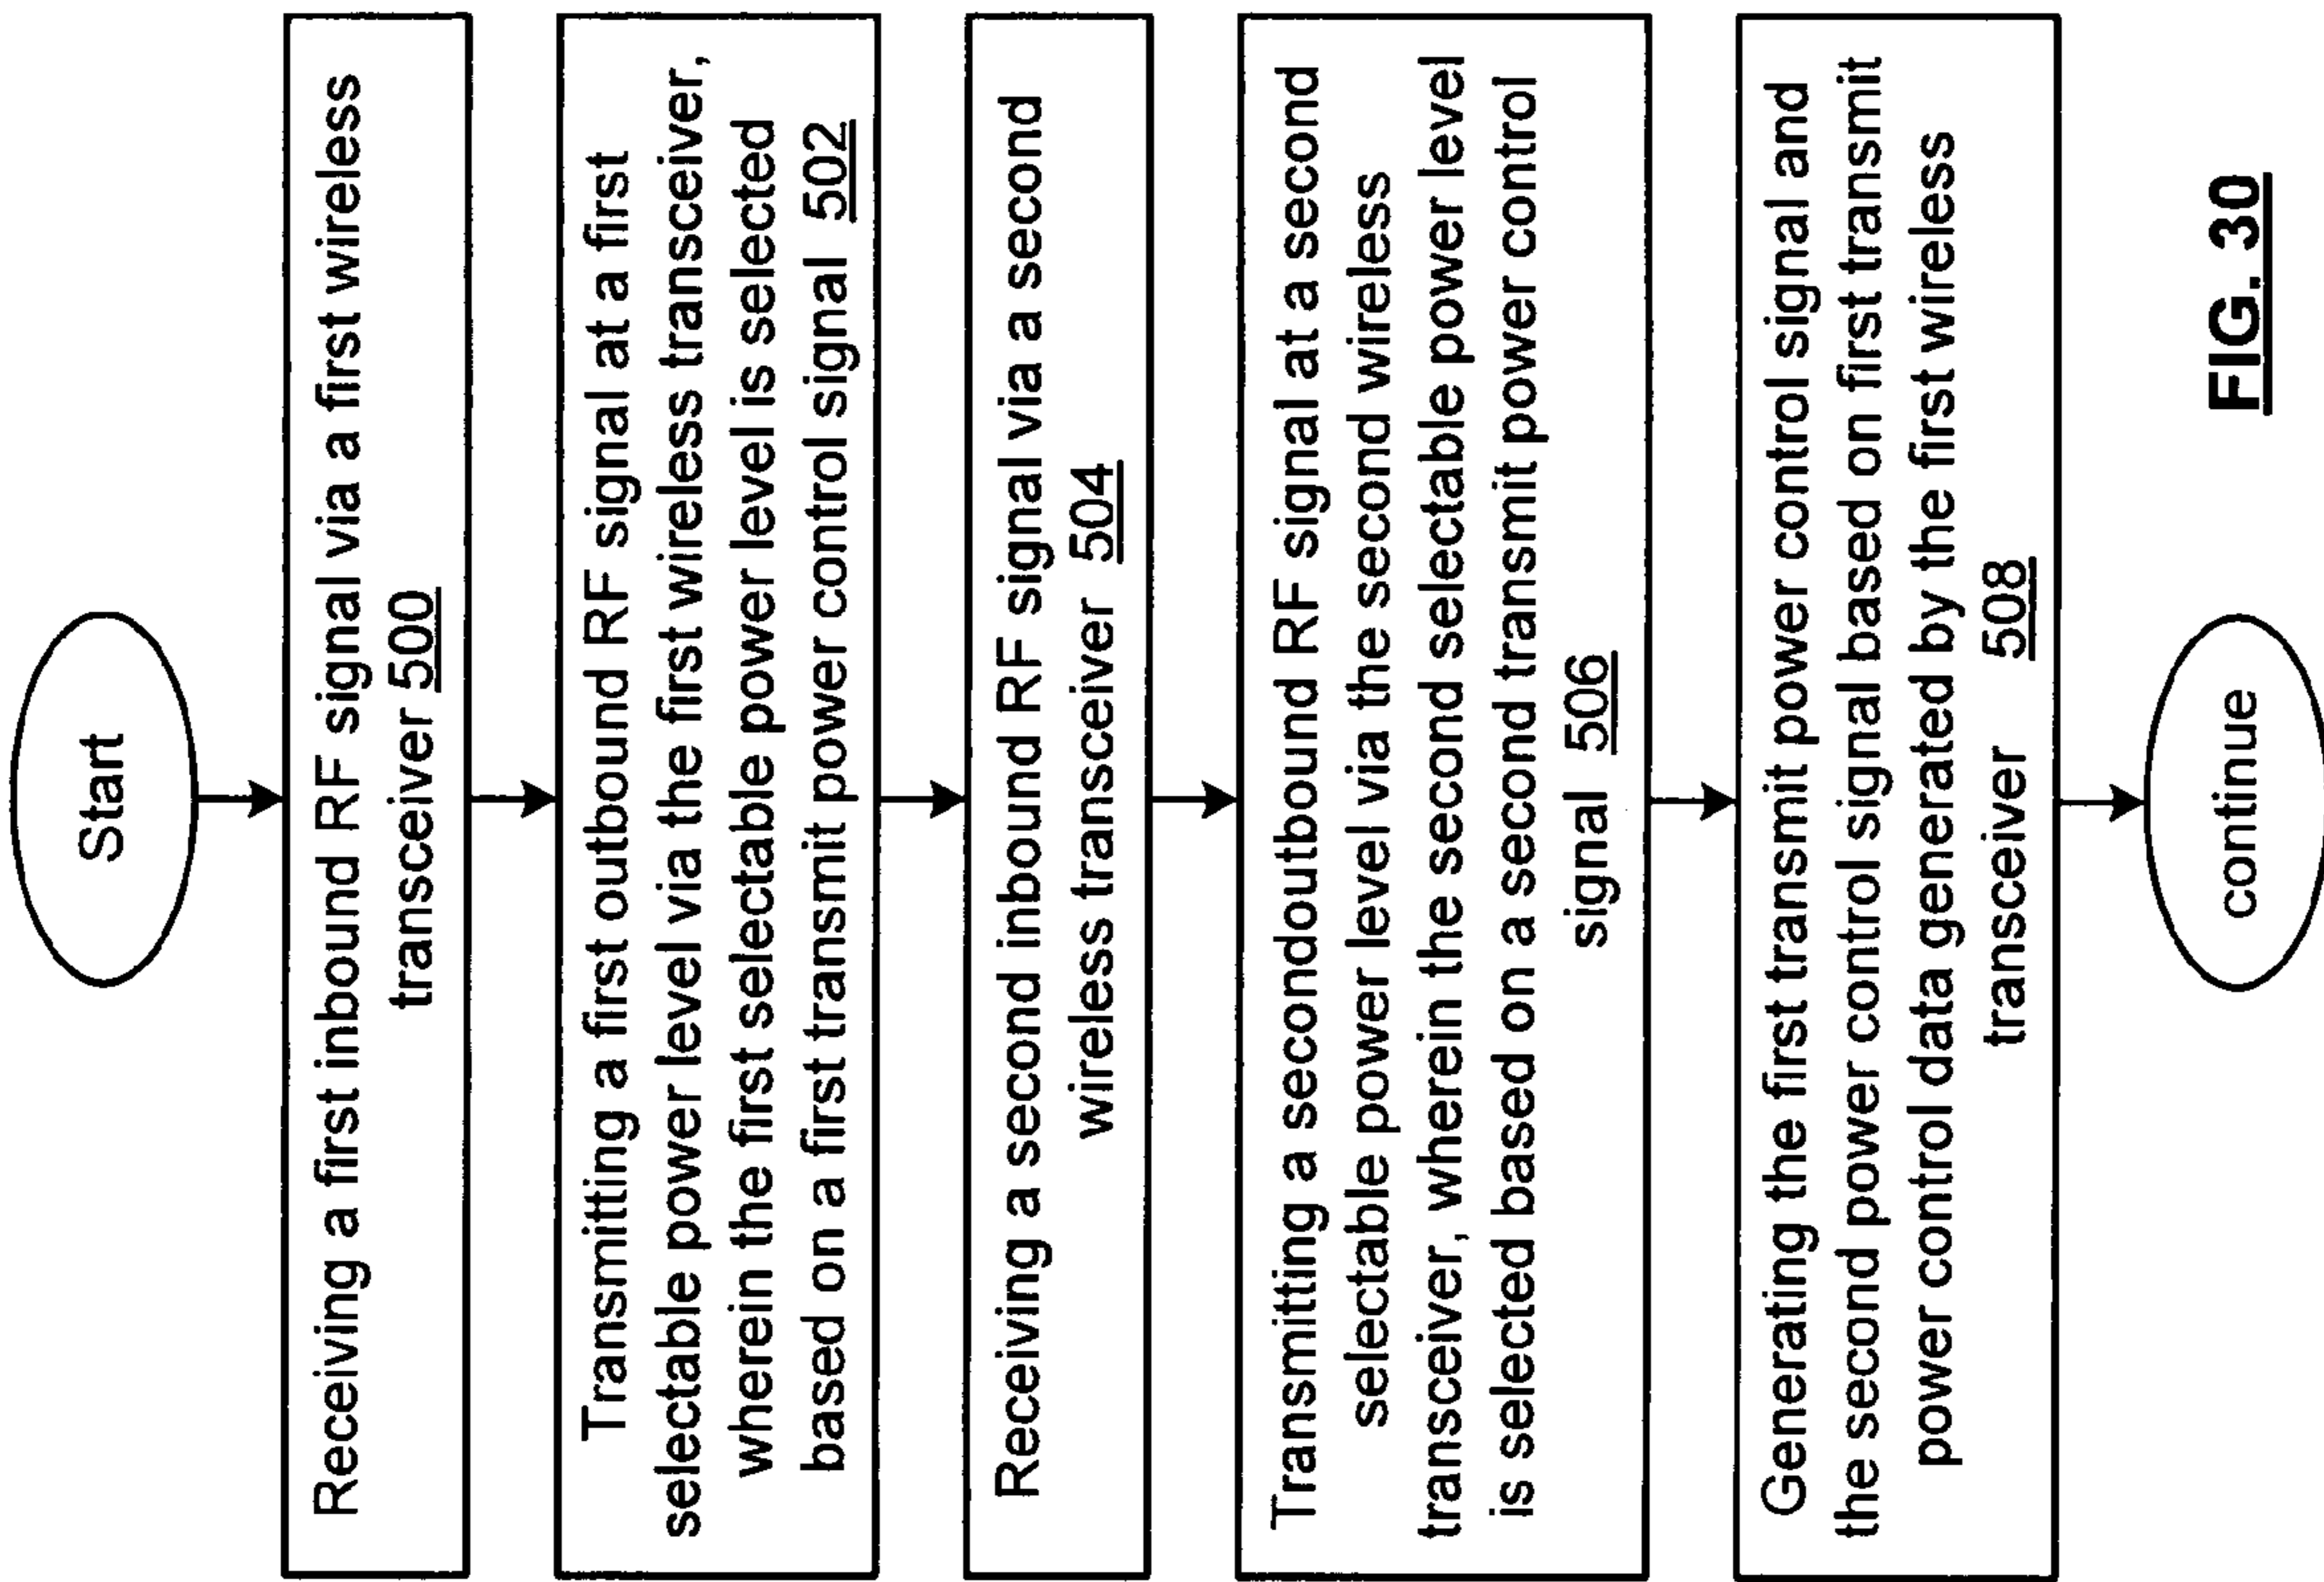 Start
Receiving a first inbound RF signal via a first wireless
transceiver 500
Transmitting a first outbound RF signal at a first
selectable power level via the first wireless transceiver,
wherein the first selectable power level is selected
based on a first transmit power control signal 502
Receiving a second inbound RF signal via a second
wireless transceiver 504
Transmitting a secondoutbound RF signal at a second
selectable power level via the second wireless
transceiver, wherein the second selectable power level
is selected based on a second transmit power control
signal 506
Generating the first transmit power control signal and
the second power control signal based on first transmit
power control data generated by the first wireless
transceiver 508
continue
FIG. 30